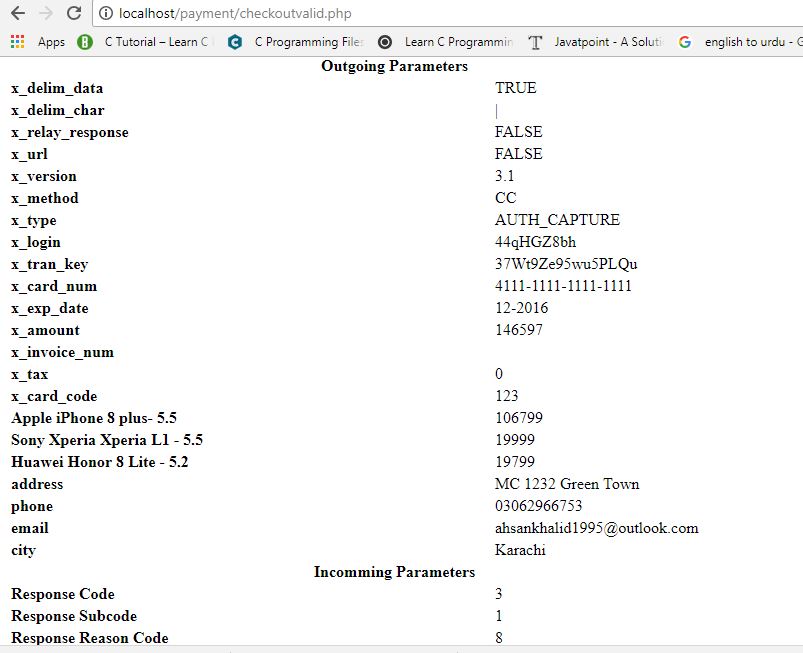 localhost/payment/checkoutvalid.php
Apps C Tutorial – Learn C C Programming Files Learn C Programmin Javatpoint - A Soluti english to urdu - G
Outgoing Parameters
x_delim_data TRUE
x_delim_char |
x_relay_response FALSE
x_url FALSE
x_version 3.1
x_method CC
x_type AUTH_CAPTURE
x_login 44qHGZ8bh
x_tran_key 37Wt9Ze95wu5PLQu
x_card_num 4111-1111-1111-1111
x_exp_date 12-2016
x_amount 146597
x_invoice_num
x_tax 0
x_card_code 123
Apple iPhone 8 plus- 5.5 106799
Sony Xperia Xperia L1 - 5.5 19999
Huawei Honor 8 Lite - 5.2 19799
address MC 1232 Green Town
phone 03062966753
email ahsankhalid1995@outlook.com
city Karachi
Incomming Parameters
Response Code 3
Response Subcode 1
Response Reason Code 8